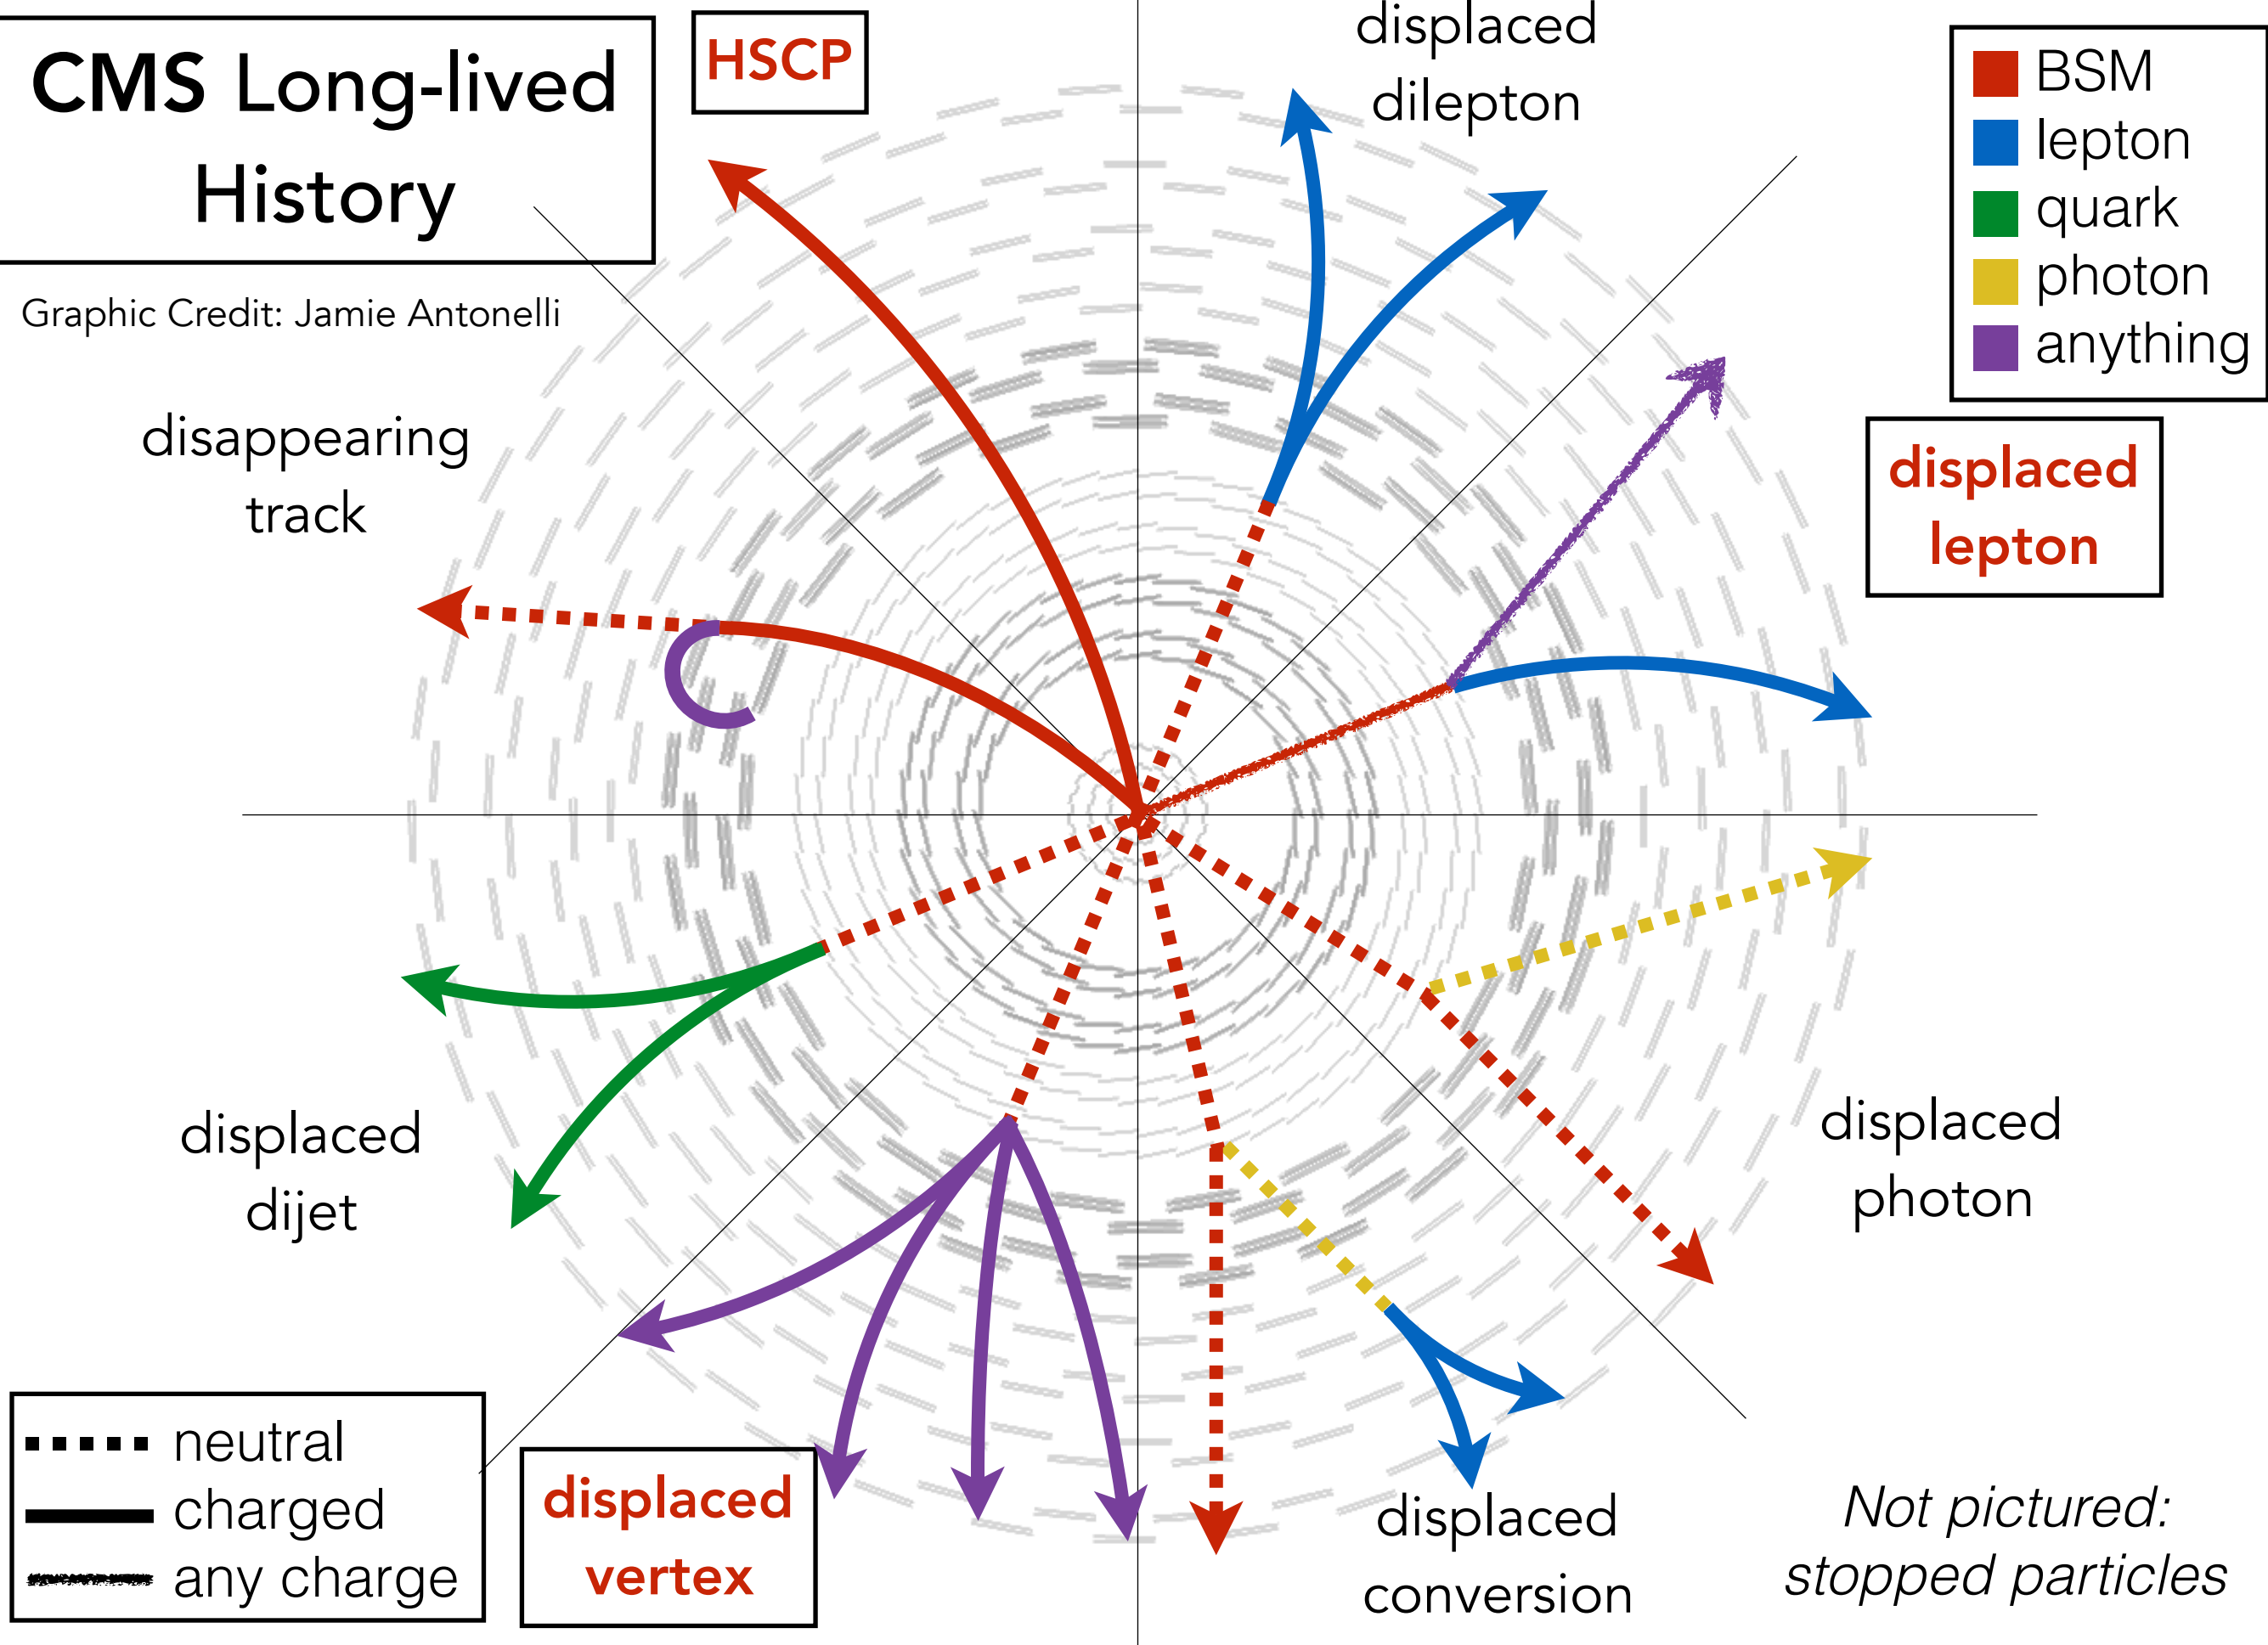 CMS Long-lived
History
Graphic Credit: Jamie Antonelli
HSCP
displaced
dilepton
BSM
lepton
quark
photon
anything
displaced
lepton
disappearing
track
displaced
dijet
displaced
photon
neutral
charged
any charge
displaced
vertex
displaced
conversion
Not pictured:
stopped particles